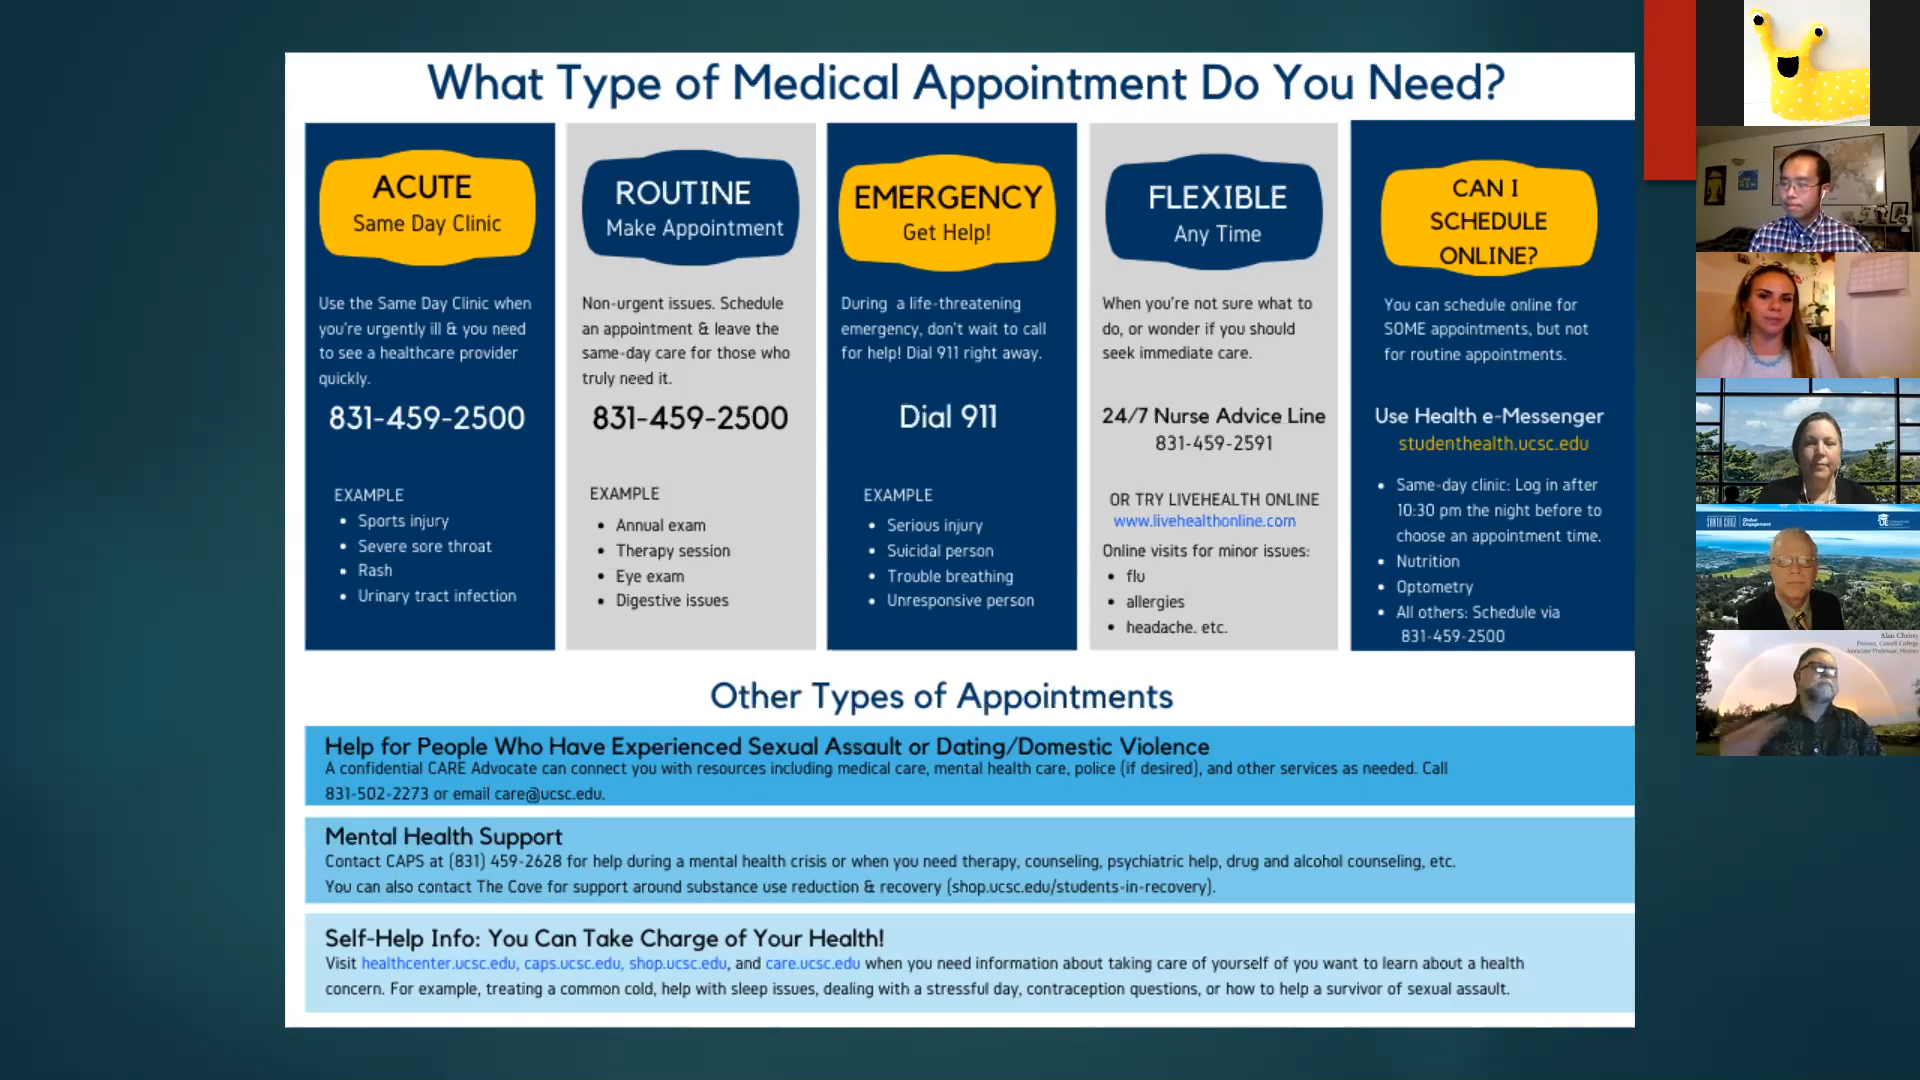 What Type of Medical Appointment Do You Need?
ACUTE
Same Day Clinic
Use the Same Day Clinic when
you're urgently ill & you need
to see a healthcare provider
quickly.
831-459-2500
EXAMPLE
• Sports injury
• Severe sore throat
• Rash
• Urinary tract infection
ROUTINE
Make Appointment
Non-urgent issues. Schedule
an appointment & leave the
same-day care for those who
truly need it.
831-459-2500
EXAMPLE
• Annual exam
• Therapy session
• Eye exam
• Digestive issues
EMERGENCY
Get Help!
During a life-threatening
emergency, don't wait to call
for help! Dial 911 right away.
Dial 911
EXAMPLE
• Serious injury
• Suicidal person
• Trouble breathing
• Unresponsive person
FLEXIBLE
Any Time
When you're not sure what to
do, or wonder if you should
seek immediate care.
24/7 Nurse Advice Line
831-459-2591
OR TRY LIVEHEALTH ONLINE
www.livehealthonline.com
Online visits for minor issues:
• flu
• allergies
• headache. etc.
CAN I
SCHEDULE
ONLINE?
You can schedule online for
SOME appointments, but not
for routine appointments.
Use Health e-Messenger
studenthealth.ucsc.edu
• Same-day clinic: Log in after
10:30 pm the night before to
choose an appointment time.
• Nutrition
• Optometry
• All others: Schedule via
831-459-2500
Other Types of Appointments
Help for People Who Have Experienced Sexual Assault or Dating/Domestic Violence
A confidential CARE Advocate can connect you with resources including medical care, mental health care, police (if desired), and other services as needed. Call
831-502-2273 or email care@ucsc.edu.
Mental Health Support
Contact CAPS at (831) 459-2628 for help during a mental health crisis or when you need therapy, counseling, psychiatric help, drug and alcohol counseling, etc.
You can also contact The Cove for support around substance use reduction & recovery (shop.ucsc.edu/students-in-recovery).
Self-Help Info: You Can Take Charge of Your Health!
Visit healthcenter.ucsc.edu, caps.ucsc.edu, shop.ucsc.edu, and care.ucsc.edu when you need information about taking care of yourself of you want to learn about a health
concern. For example, treating a common cold, help with sleep issues, dealing with a stressful day, contraception questions, or how to help a survivor of sexual assault.
SANTA CRUZ
Global
Engagement
Alan Christy
Provost, Cowell College
Associate Professor, History